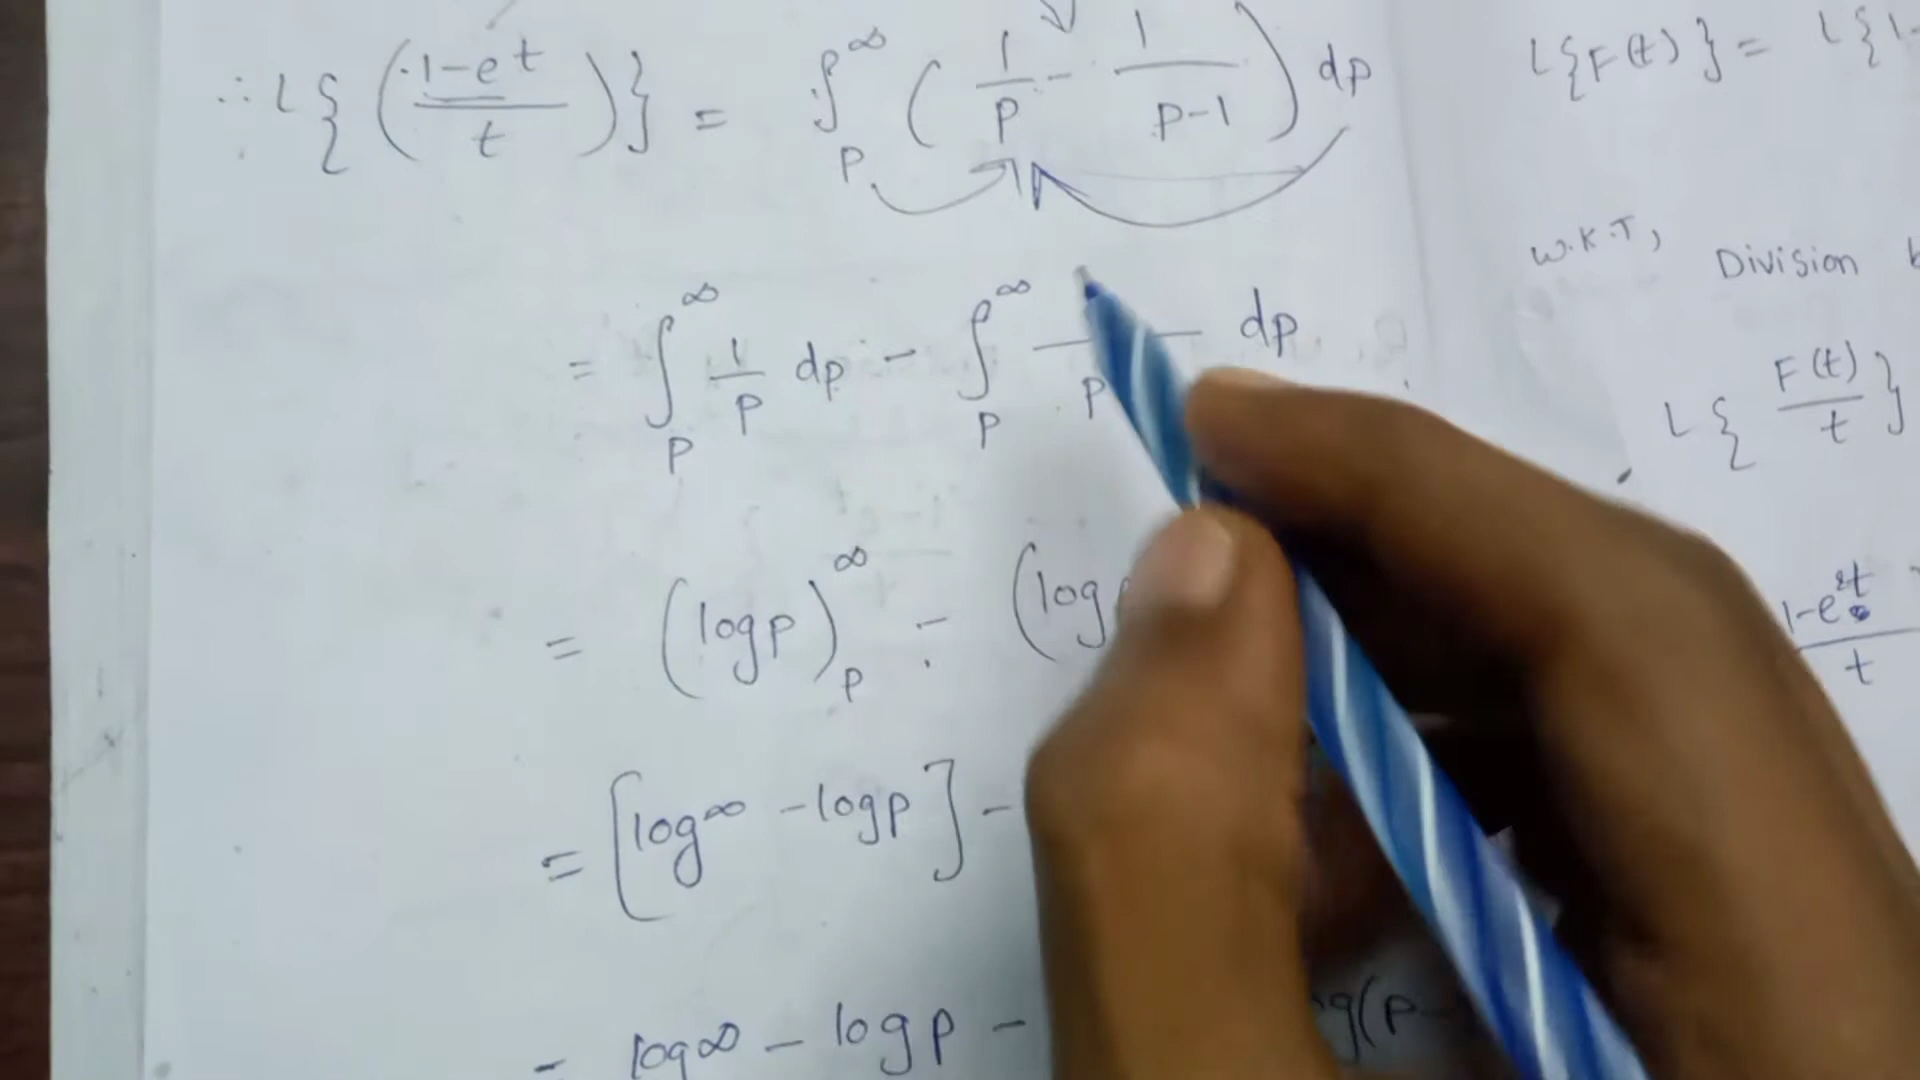 ∴ L{(1-e^t/t)} = ∫_p^∞ (1/p - 1/p-1) dp
= ∫_p^∞ 1/p dp - ∫_p^∞ /p dp
= (log p)_p^∞ - (log
= [log∞ - log p] -
= log∞ - log p - g(p-
L{F(t)} = L{1-
W.K.T, Division
L{F(t)/t}
1-e^t/t